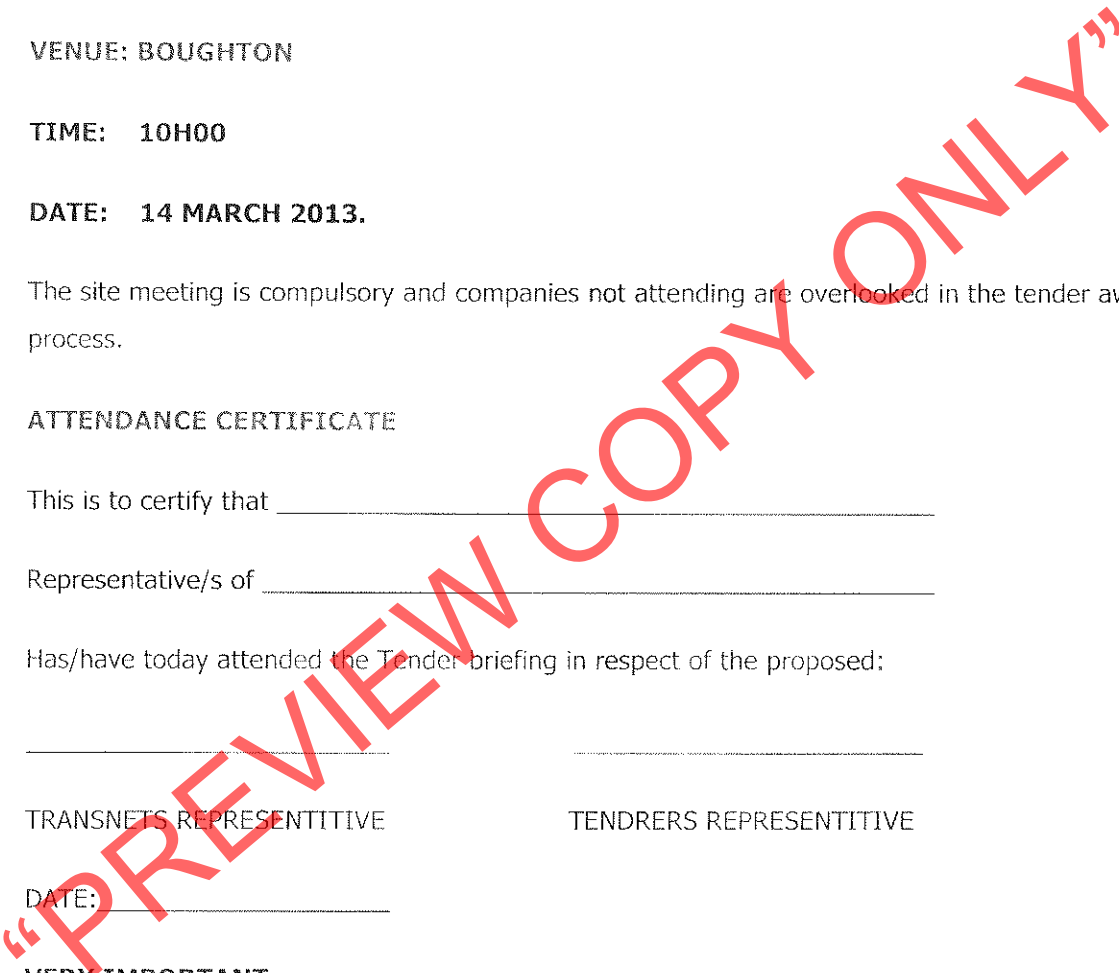 VENUE: BOUGHTON
TIME: 10H00
DATE: 14 MARCH 2013.
The site meeting is compulsory and companies not attending are overlooked in the tender
process.
ATTENDANCE CERTIFICATE
This is to certify that
Representative/s of
Has/have today attended the Tender briefing in respect of the proposed:
TRANSNETS REPRESENTITIVE TENDRERS REPRESENTITIVE
DATE:
VERY IMPORTANT
“PREVIEW COPY ONLY”